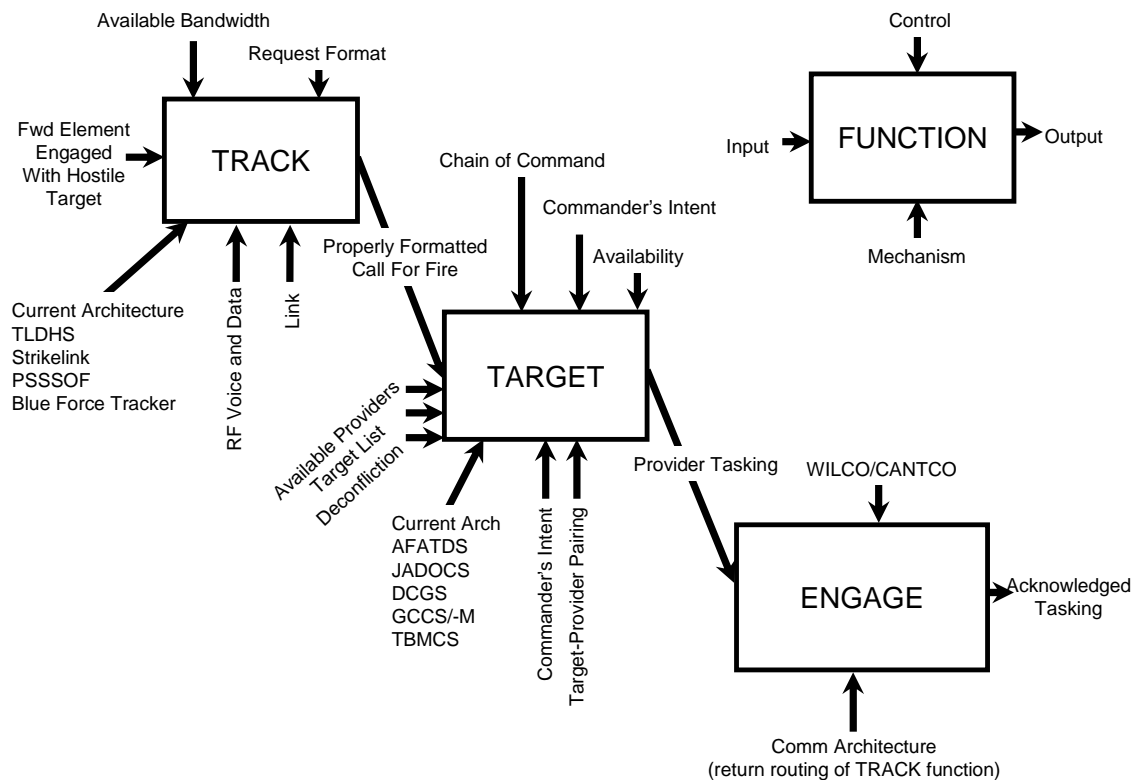 Available Bandwidth
Request Format
Fwd Element
Engaged
With Hostile
Target
TRACK
Current Architecture
TLDHS
Strikelink
PSSSOF
Blue Force Tracker
RF Voice and Data
Link
Properly Formatted
Call For Fire
Control
Input
FUNCTION
Output
Mechanism
Chain of Command
Commander's Intent
Availability
TARGET
Available Providers
Target List
Deconfliction
Current Arch
AFATDS
JADOCS
DCGS
GCCS/-M
TBMCS
Commander's Intent
Target-Provider Pairing
Provider Tasking
WILCO/CANTCO
ENGAGE
Acknowledged
Tasking
Comm Architecture
(return routing of TRACK function)